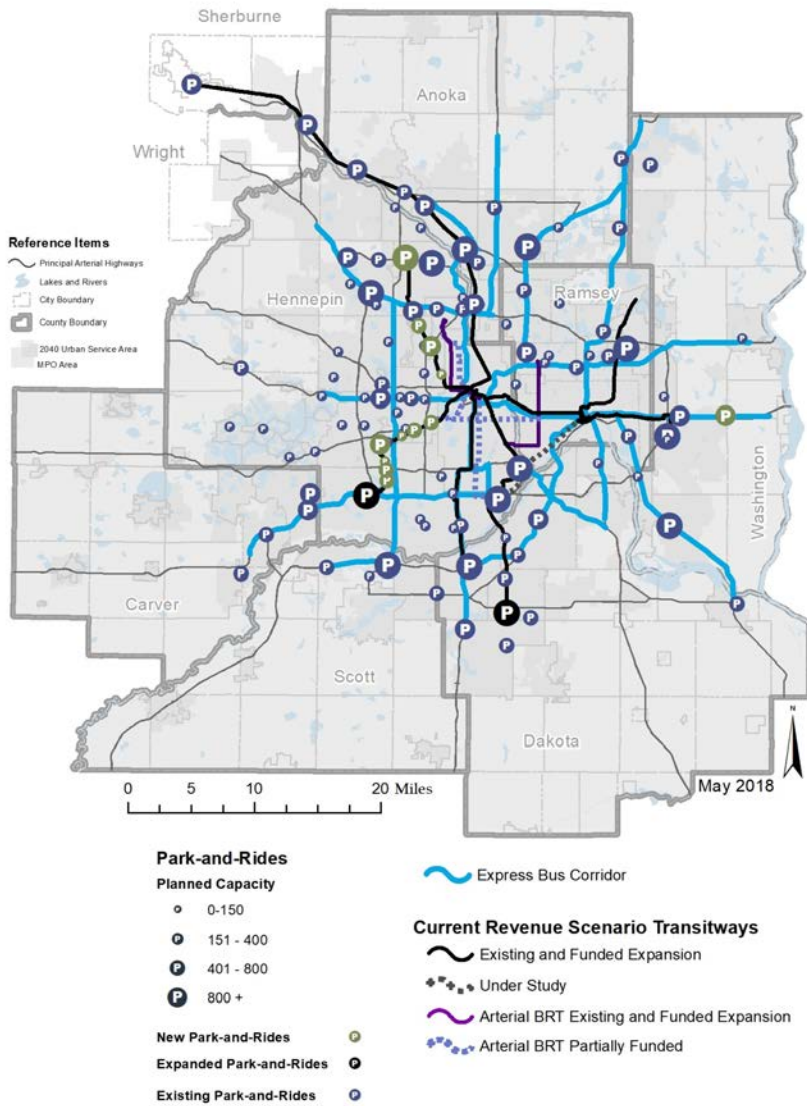 Sherburne
Anoka
Wright
Reference Items
Principal Arterial Highways
Lakes and Rivers
City Boundary
County Boundary
2040 Urban Service Area
MPO Area
Hennepin
Ramsey
Washington
Carver
Scott
Dakota
N
May 2018
0 5 10 20 Miles
Park-and-Rides
Planned Capacity
P 0-150
P 151 - 400
P 401 - 800
P 800 +
New Park-and-Rides P
Expanded Park-and-Rides P
Existing Park-and-Rides P
Express Bus Corridor
Current Revenue Scenario Transitways
Existing and Funded Expansion
Under Study
Arterial BRT Existing and Funded Expansion
Arterial BRT Partially Funded